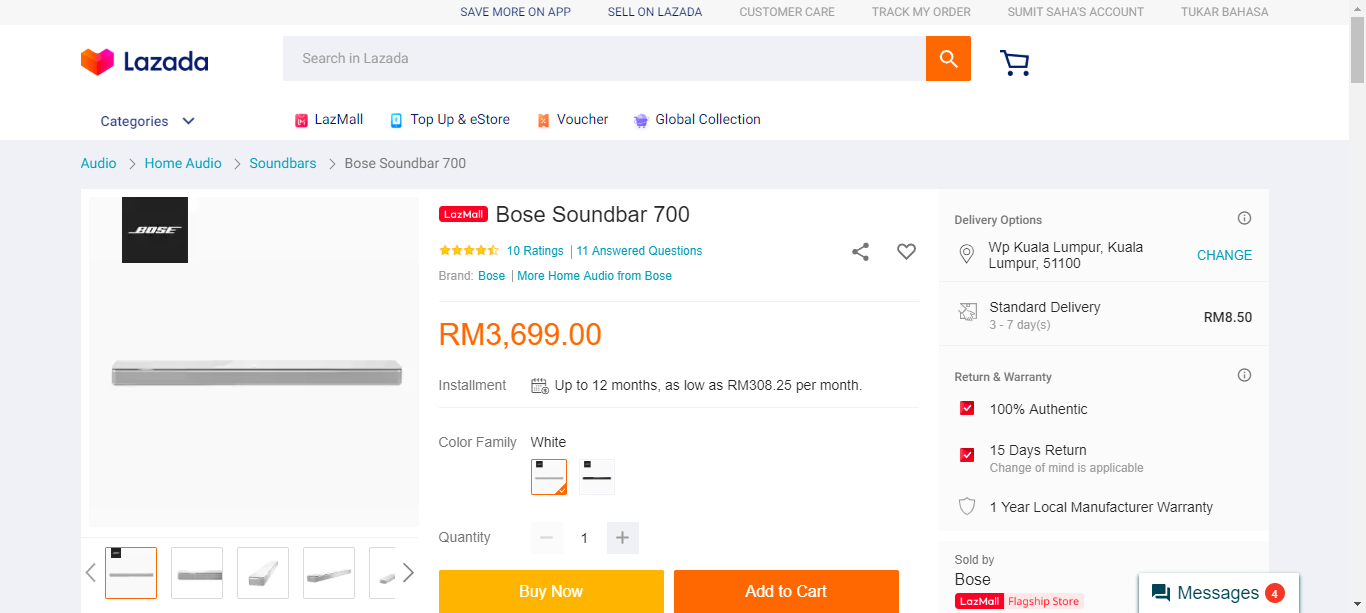 SAVE MORE ON APP SELL ON LAZADA CUSTOMER CARE TRACK MY ORDER SUMIT SAHA'S ACCOUNT TUKAR BAHASA
Lazada
Search in Lazada
Categories
LazMall Top Up & eStore Voucher Global Collection
Audio Home Audio Soundbars Bose Soundbar 700
BOSE
LazMall Bose Soundbar 700
10 Ratings | 11 Answered Questions
Brand: Bose | More Home Audio from Bose
RM3,699.00
Installment Up to 12 months, as low as RM308.25 per month.
Color Family White
Quantity 1
Buy Now Add to Cart
Delivery Options
Wp Kuala Lumpur, Kuala
Lumpur, 51100
CHANGE
Standard Delivery
3 - 7 day(s)
RM8.50
Return & Warranty
100% Authentic
15 Days Return
Change of mind is applicable
1 Year Local Manufacturer Warranty
Sold by
Bose
LazMall Flagship Store
Messages 4